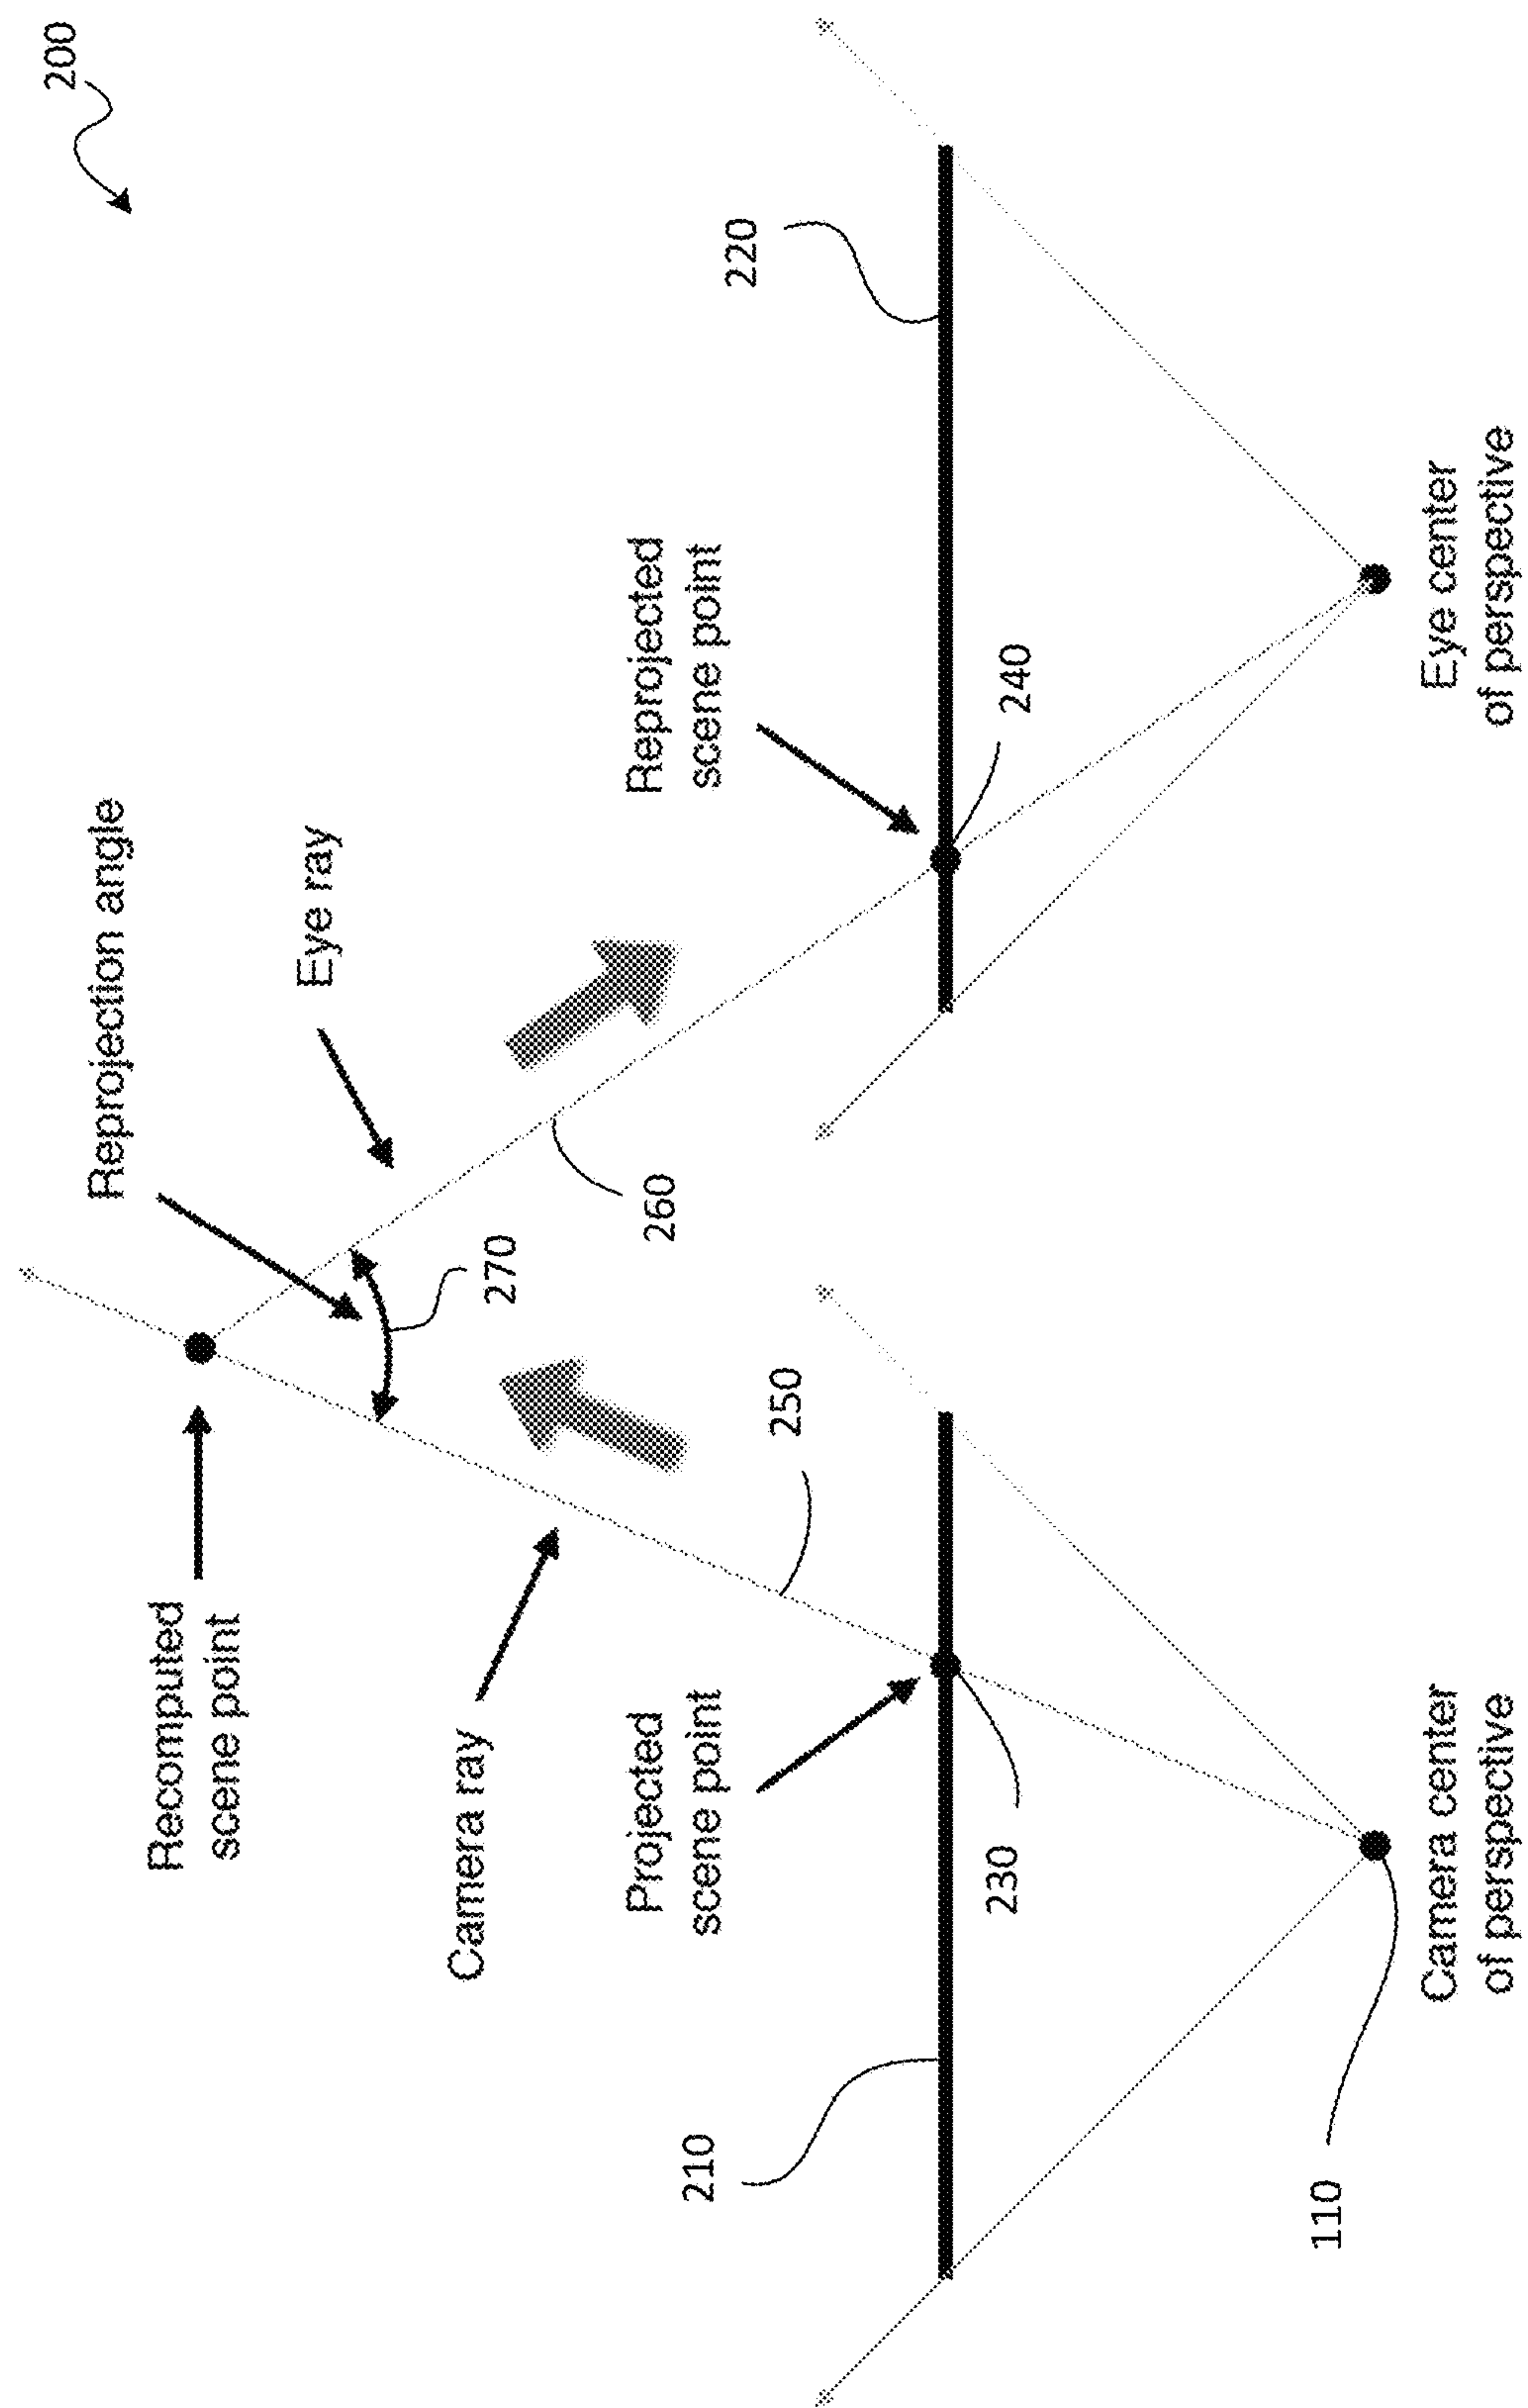 200
Reprojection angle
Recomputed
scene point
Eye ray
270
Camera ray
260
250
Reprojected
scene point
220
Projected
scene point
210
240
230
110
Camera center
of perspective
Eye center
of perspective